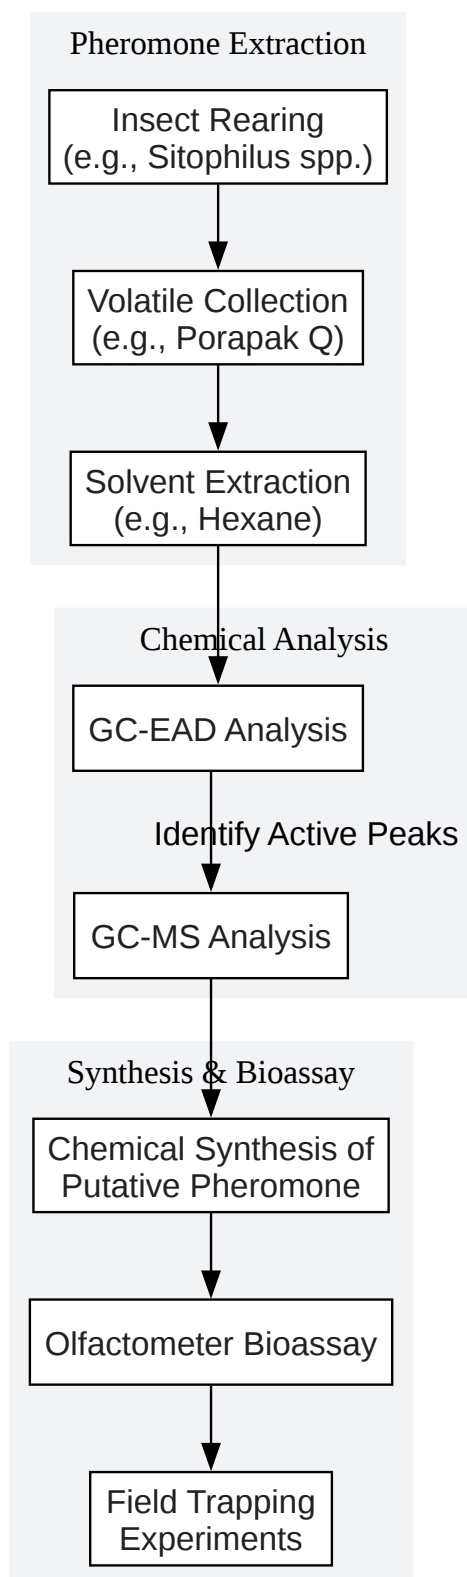 Pheromone Extraction
Insect Rearing
(e.g., Sitophilus spp.)
Volatile Collection
(e.g., Porapak Q)
Solvent Extraction
(e.g., Hexane)
Chemical Analysis
GC-EAD Analysis
Identify Active Peaks
GC-MS Analysis
Synthesis & Bioassay
Chemical Synthesis of
Putative Pheromone
Olfactometer Bioassay
Field Trapping
Experiments